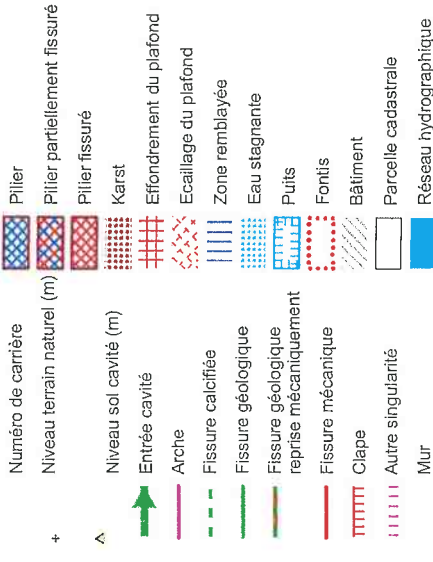 Numéro de carrière
Niveau terrain naturel (m)
Niveau sol cavité (m)
Entrée cavité
Arche
Fissure calcifiée
Fissure géologique
Fissure géologique
reprise mécaniquement
Fissure mécanique
Clape
Autre singularité
Mur
Pilier
Pilier partiellement fissuré
Pilier fissuré
Karst
Effondrement du plafond
Ecaillage du plafond
Zone remblayée
Eau stagnante
Puits
Fontis
Bâtiment
Parcelle cadastrale
Réseau hydrographique